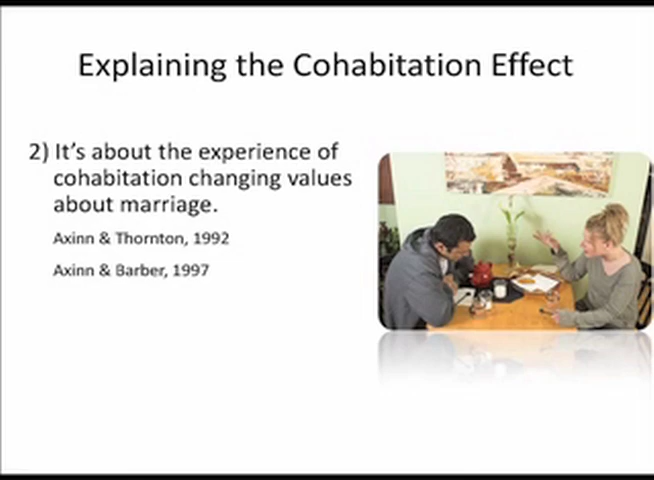 Explaining the Cohabitation Effect
2) It's about the experience of
cohabitation changing values
about marriage.
Axinn & Thornton, 1992
Axinn & Barber, 1997